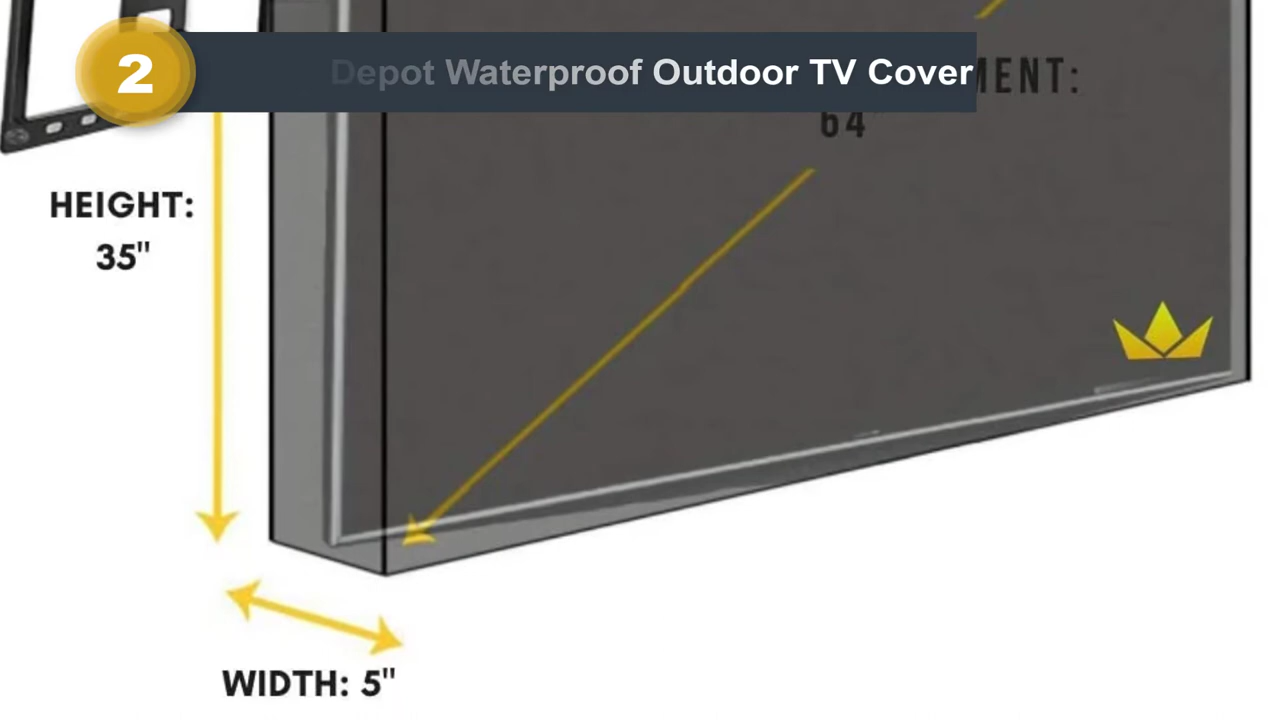 2
Depot Waterproof Outdoor TV Cover
MENT:
64"
HEIGHT:
35"
WIDTH: 5"